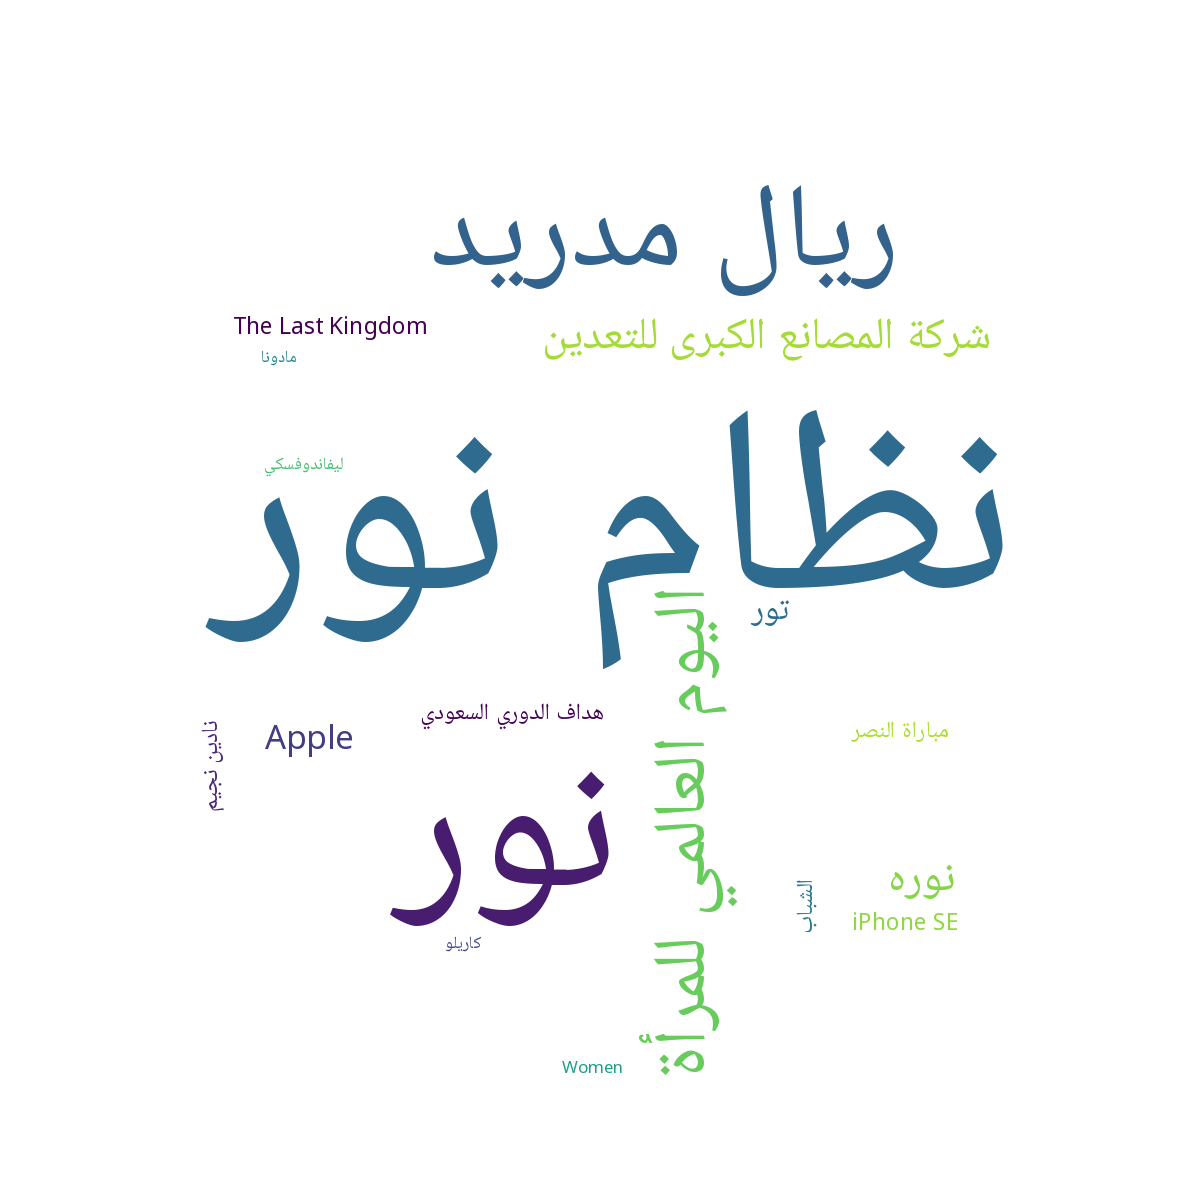 ريال مدريد
The Last Kingdom
شركة المصانع الكبرى للتعدين
مادونا
نظام نور
ليفاندوفسكي
تور
اليوم العالمي للمرأة
هداف الدوري السعودي
Apple
نادين نجيم
مباراة النصر
نور
نوره
الشباب
iPhone SE
كاريلو
Women